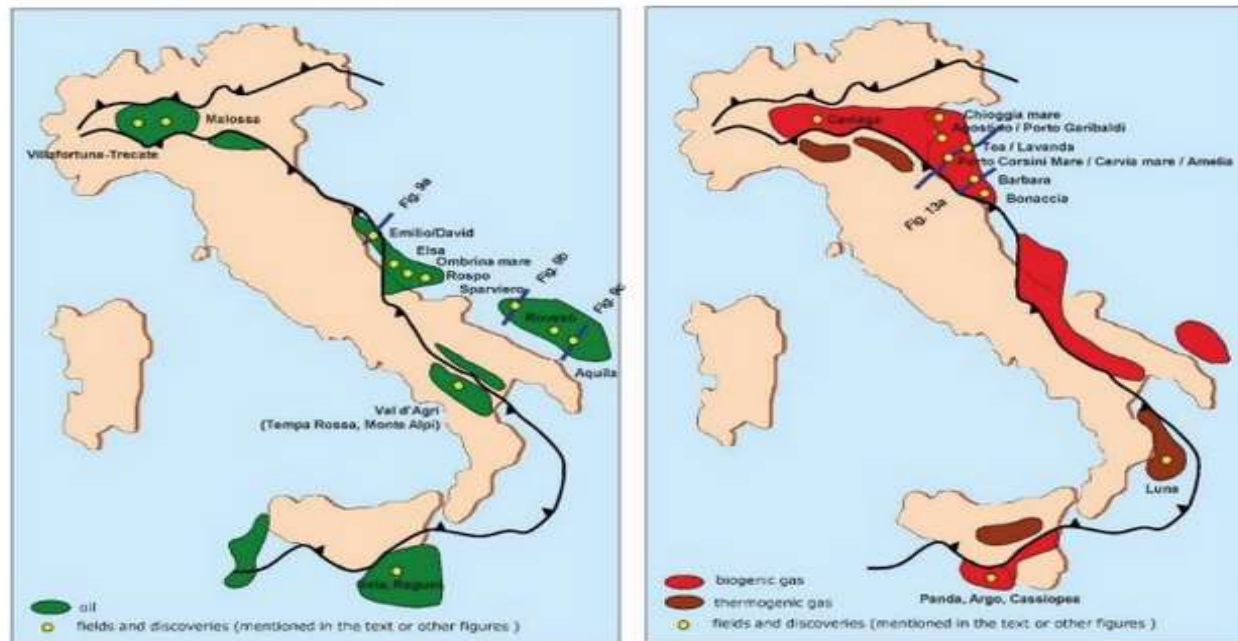 Malossa
Villafortuna-Trecate
Fig. 9a
Emilio/David
Elsa
Ombrina mare
Rospo
Sparviero
Fig. 9b
Fig. 9c
Rovesti
Aquila
Val d'Agri
(Tempa Rossa, Monte Alpi)
Gela, Ragusa
oil
fields and discoveries (mentioned in the text or other figures )
Chioggia mare
Caviaga
Agostino / Porto Garibaldi
Tea / Lavanda
Porto Corsini Mare / Cervia mare / Amelia
Barbara
Bonaccia
Fig. 13a
Luna
Panda, Argo, Cassiopea
biogenic gas
thermogenic gas
fields and discoveries (mentioned in the text or other figures )